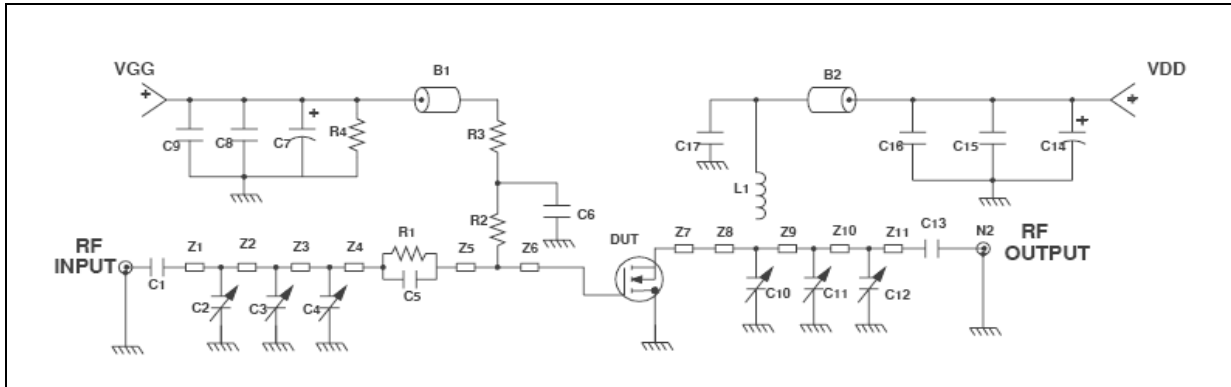 VGG
B1
B2
VDD
C9
C8
C7
+
R4
R3
C17
C16
C15
+
C14
L1
R2
C6
RF
INPUT
C1
Z1
Z2
Z3
Z4
R1
C5
Z5
Z6
DUT
Z7
Z8
Z9
Z10
Z11
C13
N2
RF
OUTPUT
C2
C3
C4
C10
C11
C12